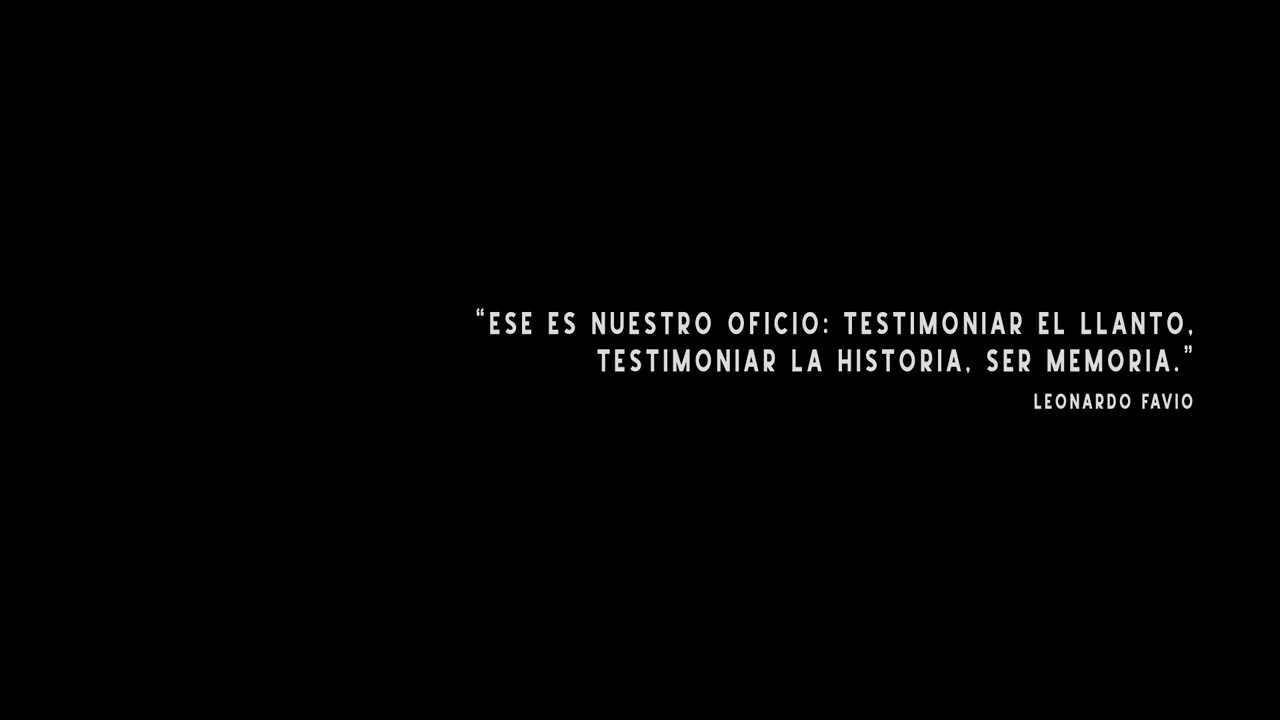 “ESE ES NUESTRO OFICIO: TESTIMONIAR EL LLANTO,
TESTIMONIAR LA HISTORIA, SER MEMORIA.”
LEONARDO FAVIO